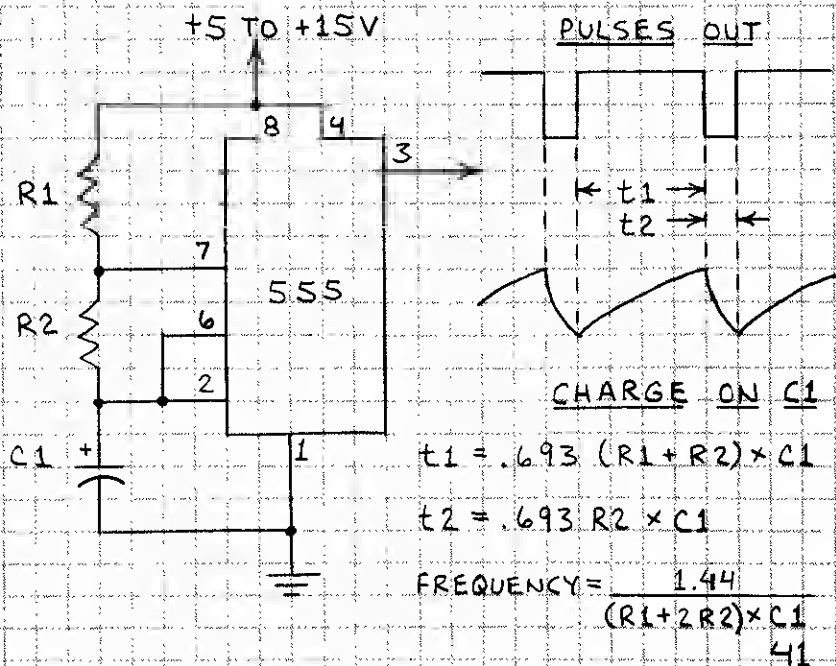 +5 TO +15V
PULSES OUT
8
4
3
R1
t1
t2
7
555
R2
6
2
CHARGE ON C1
C1 +
1
t1 = .693 (R1 + R2) × C1
t2 = .693 R2 × C1
FREQUENCY = 1.44
(R1+2R2)× C1
41